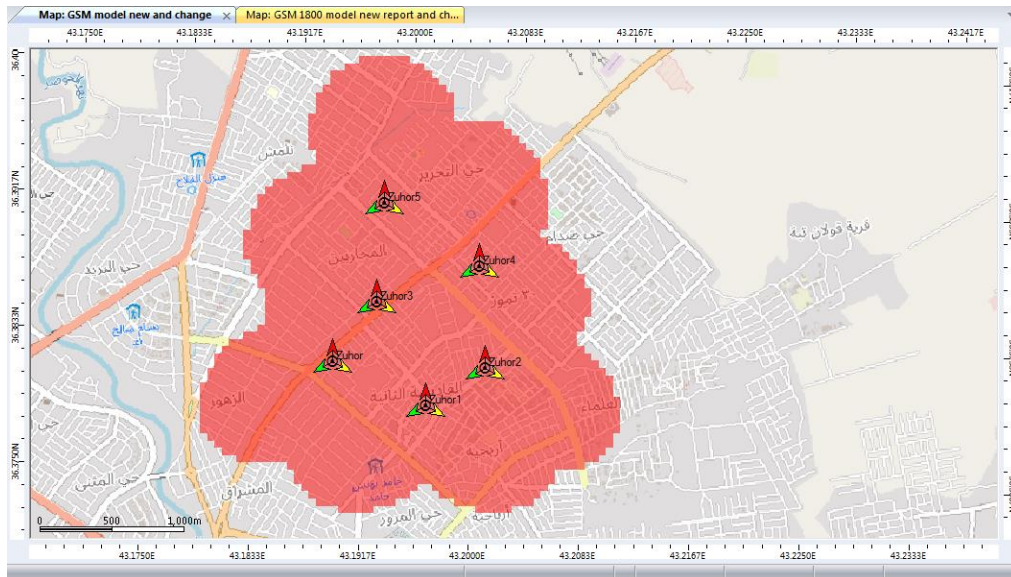 Map: GSM model new and change
Map: GSM 1800 model new report and ch...
43.1750E 43.1833E 43.1917E 43.2000E 43.2083E 43.2167E 43.2250E 43.2333E 43.2417E
36.3917N
36.3833N
36.3750N
حي التحرير
Zuhor5
المحاربين
حي صدام
Zuhor4
قرية قولان تبه
Zuhor3
٣ تموز
Zuhor
Zuhor2
Zuhor1
القادسية الثانية
الزهور
أربجية
حي المثنى
المشراق
حي المرور
0 500 1,000m
43.1750E 43.1833E 43.1917E 43.2000E 43.2083E 43.2167E 43.2250E 43.2333E